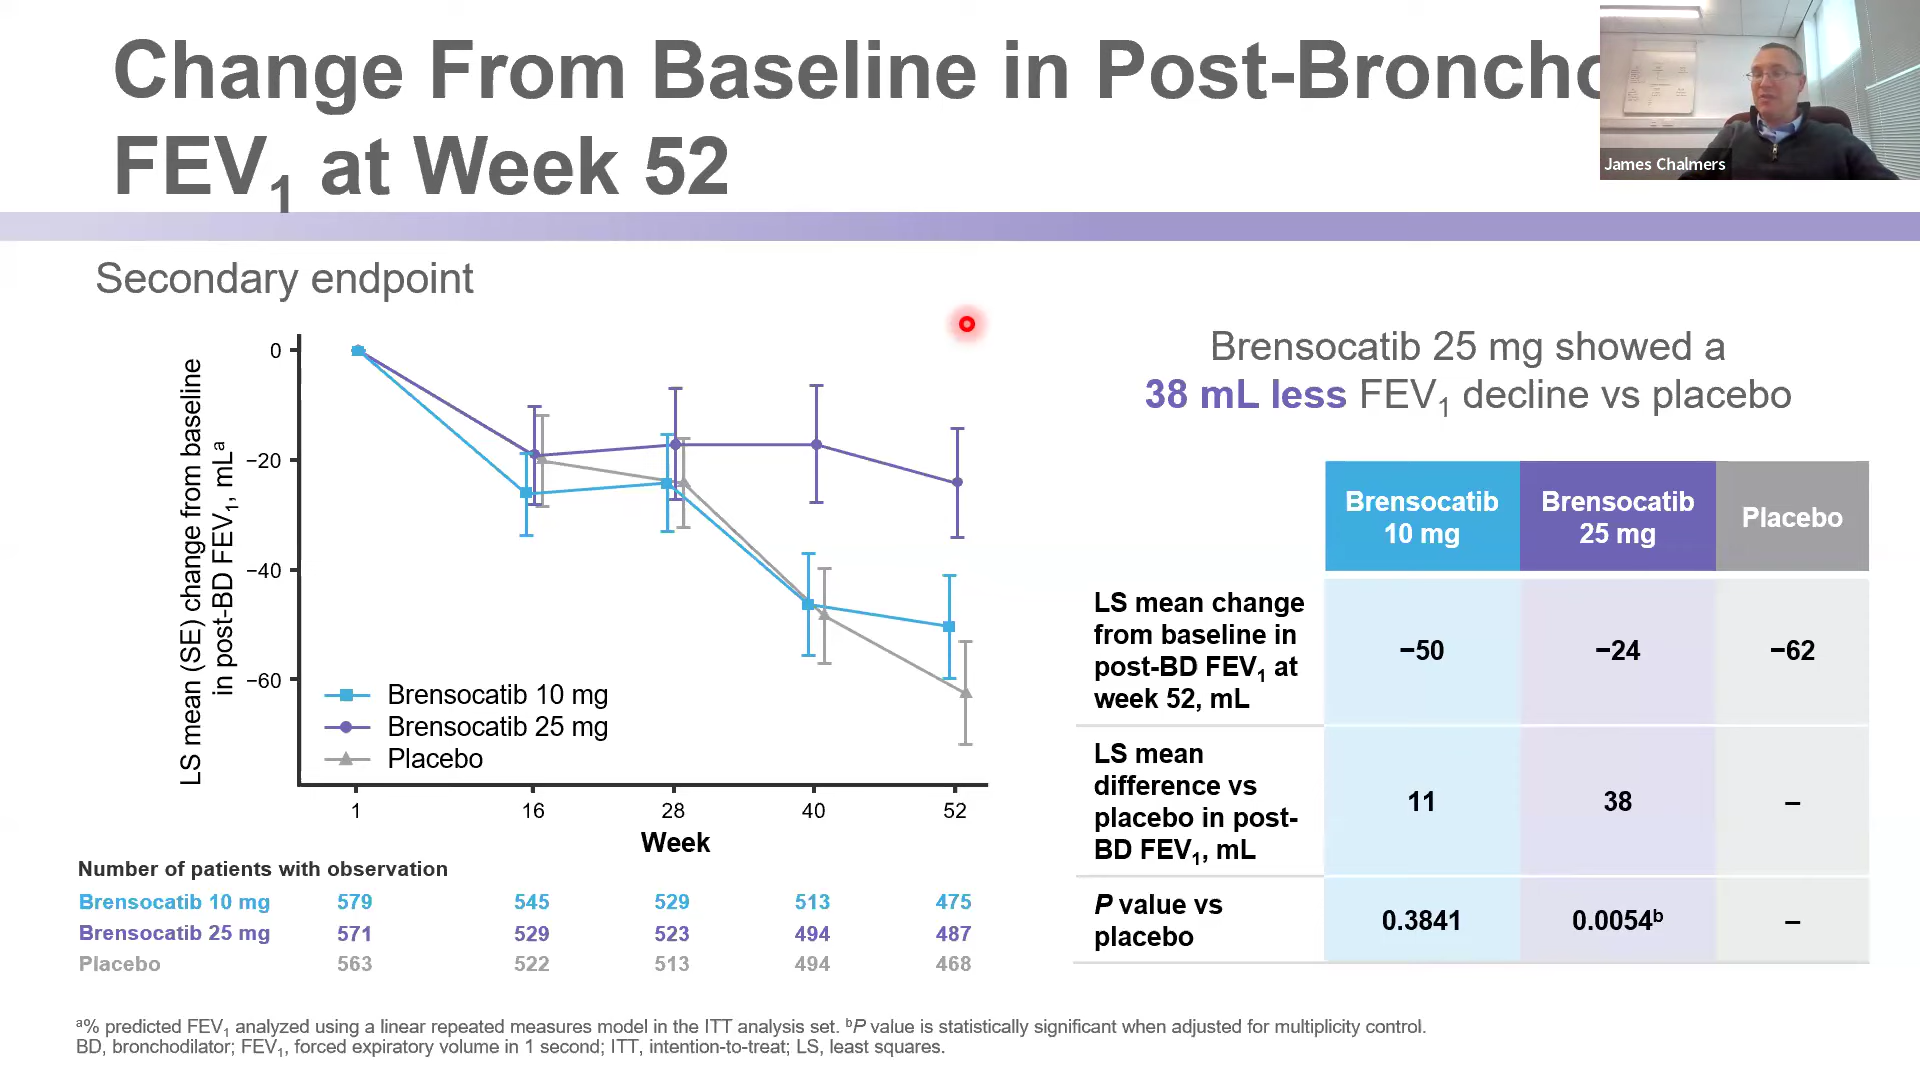 Change From Baseline in Post-Broncho
FEV1 at Week 52
James Chalmers
Secondary endpoint
LS mean (SE) change from baseline
in post-BD FEV1, mLa
0
−20
−40
−60
Brensocatib 10 mg
Brensocatib 25 mg
Placebo
1 16 28 40 52
Week
Number of patients with observation
Brensocatib 10 mg 579 545 529 513 475
Brensocatib 25 mg 571 529 523 494 487
Placebo 563 522 513 494 468
Brensocatib 25 mg showed a
38 mL less FEV1 decline vs placebo
Brensocatib 10 mg Brensocatib 25 mg Placebo
LS mean change
from baseline in
post-BD FEV1 at
week 52, mL
−50 −24 −62
LS mean
difference vs
placebo in post-
BD FEV1, mL
11 38 –
P value vs
placebo
0.3841 0.0054b –
a% predicted FEV1 analyzed using a linear repeated measures model in the ITT analysis set. bP value is statistically significant when adjusted for multiplicity control.
BD, bronchodilator; FEV1, forced expiratory volume in 1 second; ITT, intention-to-treat; LS, least squares.